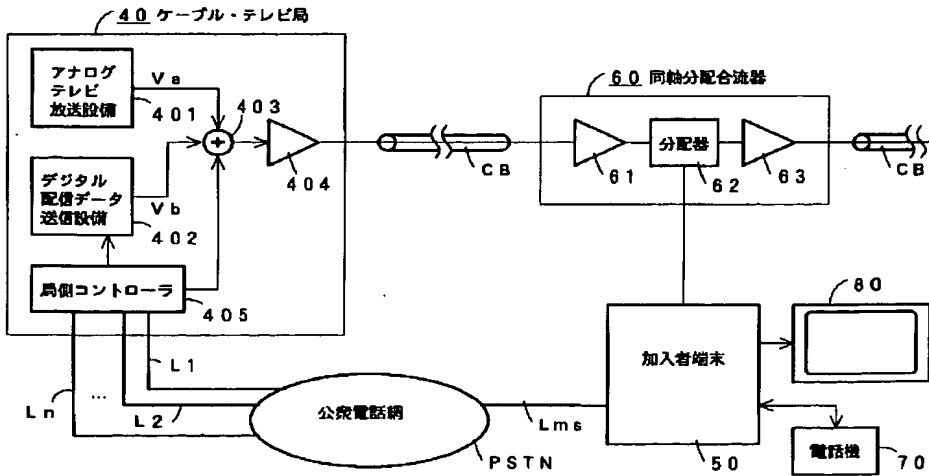 40 ケーブル・テレビ局
アナログ
テレビ
放送設備
Va
401
403
404
デジタル
配信データ
送信設備
Vb
402
局側コントローラ
405
CB
60 同軸分配合流器
61
分配器
62
63
CB
加入者端末
50
80
電話機
70
L1
L2
Ln
…
公衆電話網
PSTN
Lms